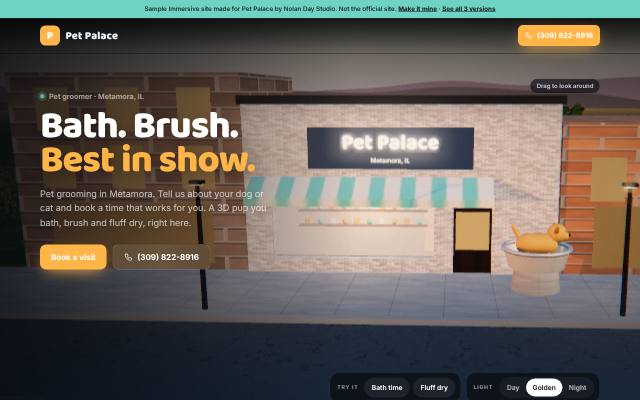 Sample Immersive site made for Pet Palace by Nolan Day Studio. Not the official site. Make it mine · See all 3 versions
P Pet Palace
(309) 822-8916
Drag to look around
Pet groomer · Metamora, IL
Bath. Brush.
Best in show.
Pet grooming in Metamora. Tell us about your dog or
cat and book a time that works for you. A 3D pup you
bath, brush and fluff dry, right here.
Book a visit
(309) 822-8916
Pet Palace
Metamora, IL
TRY IT Bath time Fluff dry
LIGHT Day Golden Night